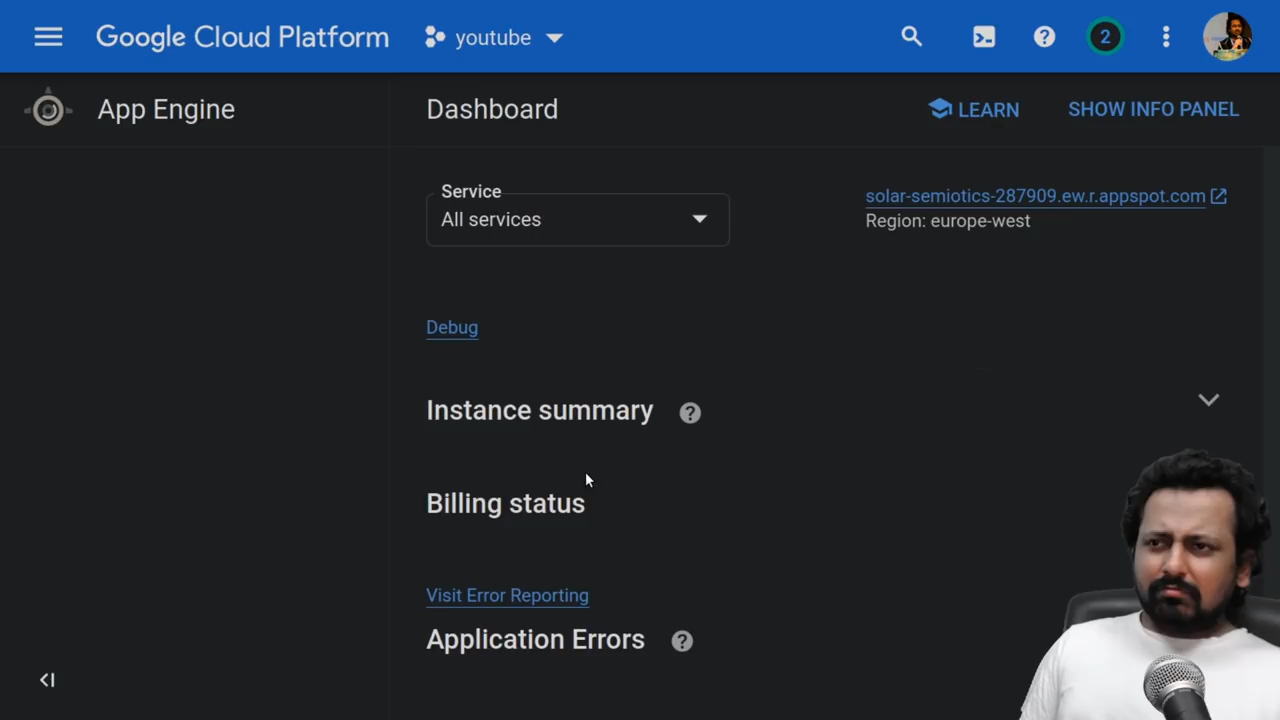 Google Cloud Platform
youtube
2
App Engine
Dashboard
LEARN
SHOW INFO PANEL
Service
All services
solar-semiotics-287909.ew.r.appspot.com
Region: europe-west
Debug
Instance summary
Billing status
Visit Error Reporting
Application Errors